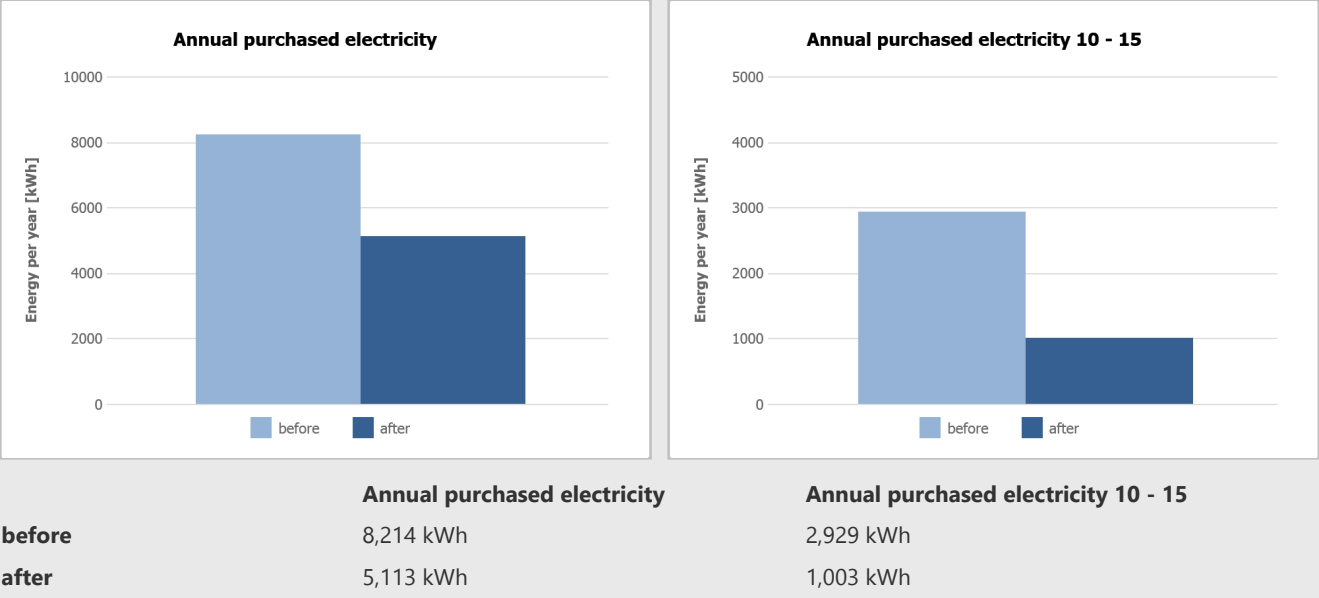 Annual purchased electricity
10000
8000
6000
4000
2000
0
Energy per year [kWh]
before
after
Annual purchased electricity 10 - 15
5000
4000
3000
2000
1000
0
Energy per year [kWh]
before
after
Annual purchased electricity Annual purchased electricity 10 - 15
before 8,214 kWh 2,929 kWh
after 5,113 kWh 1,003 kWh